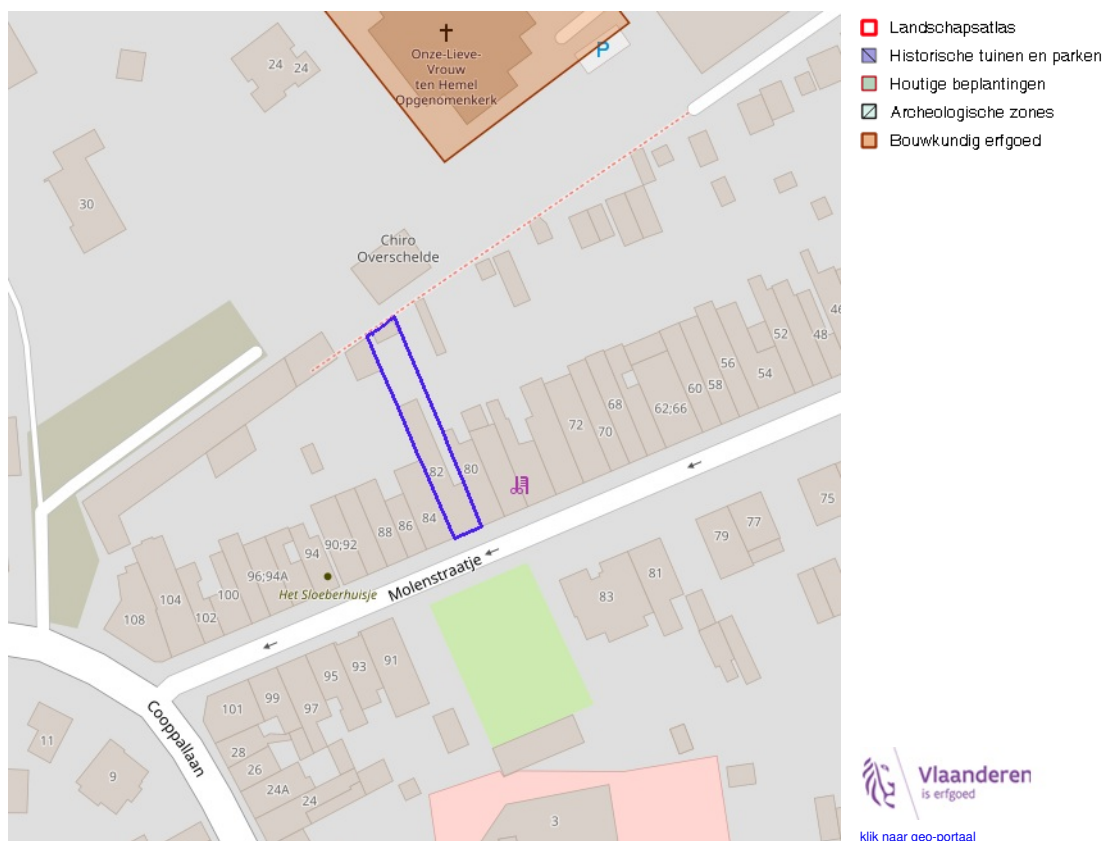 Landschapsatlas
Historische tuinen en parken
Houtige beplantingen
Archeologische zones
Bouwkundig erfgoed
Onze-Lieve-
Vrouw
ten Hemel
Opgenomenkerk
P
24
24
30
Chiro
Overschelde
46
48
52
54
56
58
60
62;66
68
70
72
80
82
84
86
88
90;92
94
96;94A
100
102
104
108
Het Sloeberhuisje
Molenstraatje
75
77
79
81
83
91
93
95
97
99
101
28
26
24A
24
Cooppallaan
11
9
3
Vlaanderen
is erfgoed
klik naar geo-portaal